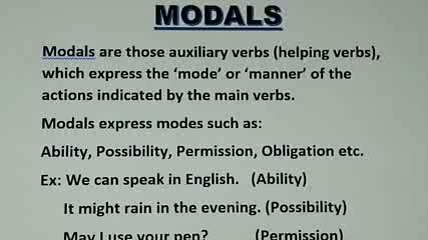 MODALS
Modals are those auxiliary verbs (helping verbs),
which express the ‘mode’ or ‘manner’ of the
actions indicated by the main verbs.
Modals express modes such as:
Ability, Possibility, Permission, Obligation etc.
Ex: We can speak in English. (Ability)
It might rain in the evening. (Possibility)
May I use your pen? (Permission)